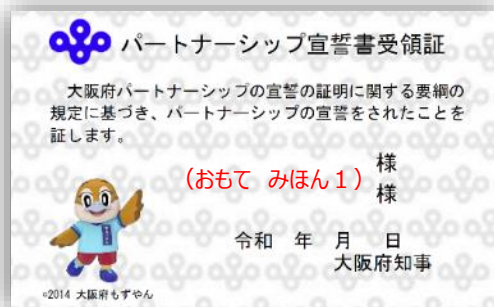 パートナーシップ宣誓書受領証
大阪府パートナーシップの宣誓の証明に関する要綱の
規定に基づき、パートナーシップの宣誓をされたことを
証します。
様
(おもて みほん1)
様
令和 年 月 日
大阪府知事
©2014 大阪府もずやん